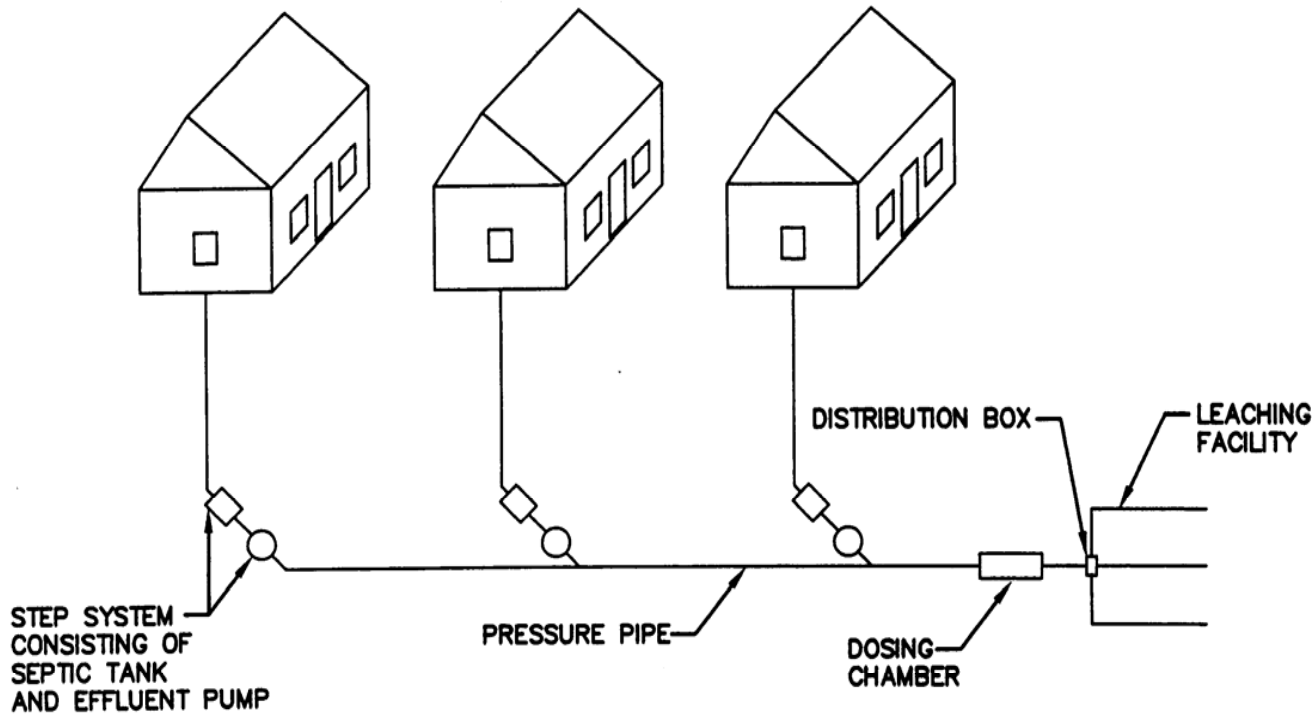 DISTRIBUTION BOX
LEACHING
FACILITY
STEP SYSTEM
CONSISTING OF
SEPTIC TANK
AND EFFLUENT PUMP
PRESSURE PIPE
DOSING
CHAMBER